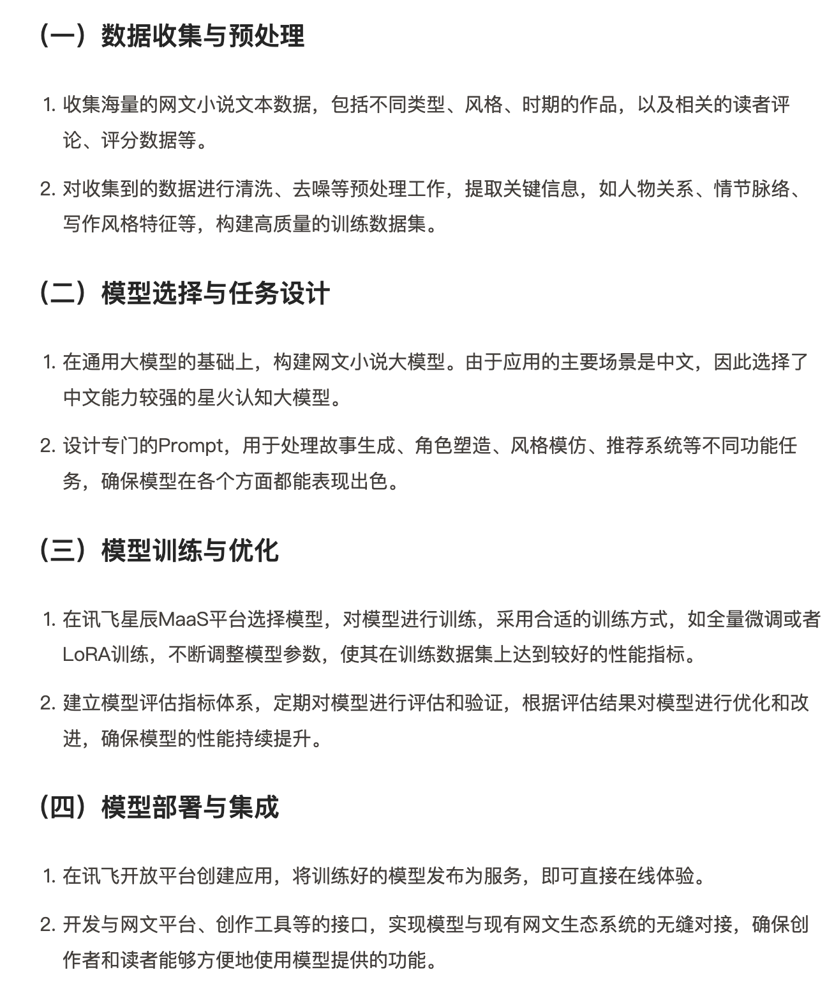 （一）数据收集与预处理
1. 收集海量的网文小说文本数据，包括不同类型、风格、时期的作品，以及相关的读者评
论、评分数据等。
2. 对收集到的数据进行清洗、去噪等预处理工作，提取关键信息，如人物关系、情节脉络、
写作风格特征等，构建高质量的训练数据集。
（二）模型选择与任务设计
1. 在通用大模型的基础上，构建网文小说大模型。由于应用的主要场景是中文，因此选择了
中文能力较强的星火认知大模型。
2. 设计专门的Prompt，用于处理故事生成、角色塑造、风格模仿、推荐系统等不同功能任
务，确保模型在各个方面都能表现出色。
（三）模型训练与优化
1. 在讯飞星辰MaaS平台选择模型，对模型进行训练，采用合适的训练方式，如全量微调或者
LoRA训练，不断调整模型参数，使其在训练数据集上达到较好的性能指标。
2. 建立模型评估指标体系，定期对模型进行评估和验证，根据评估结果对模型进行优化和改
进，确保模型的性能持续提升。
（四）模型部署与集成
1. 在讯飞开放平台创建应用，将训练好的模型发布为服务，即可直接在线体验。
2. 开发与网文平台、创作工具等的接口，实现模型与现有网文生态系统的无缝对接，确保创
作者和读者能够方便地使用模型提供的功能。